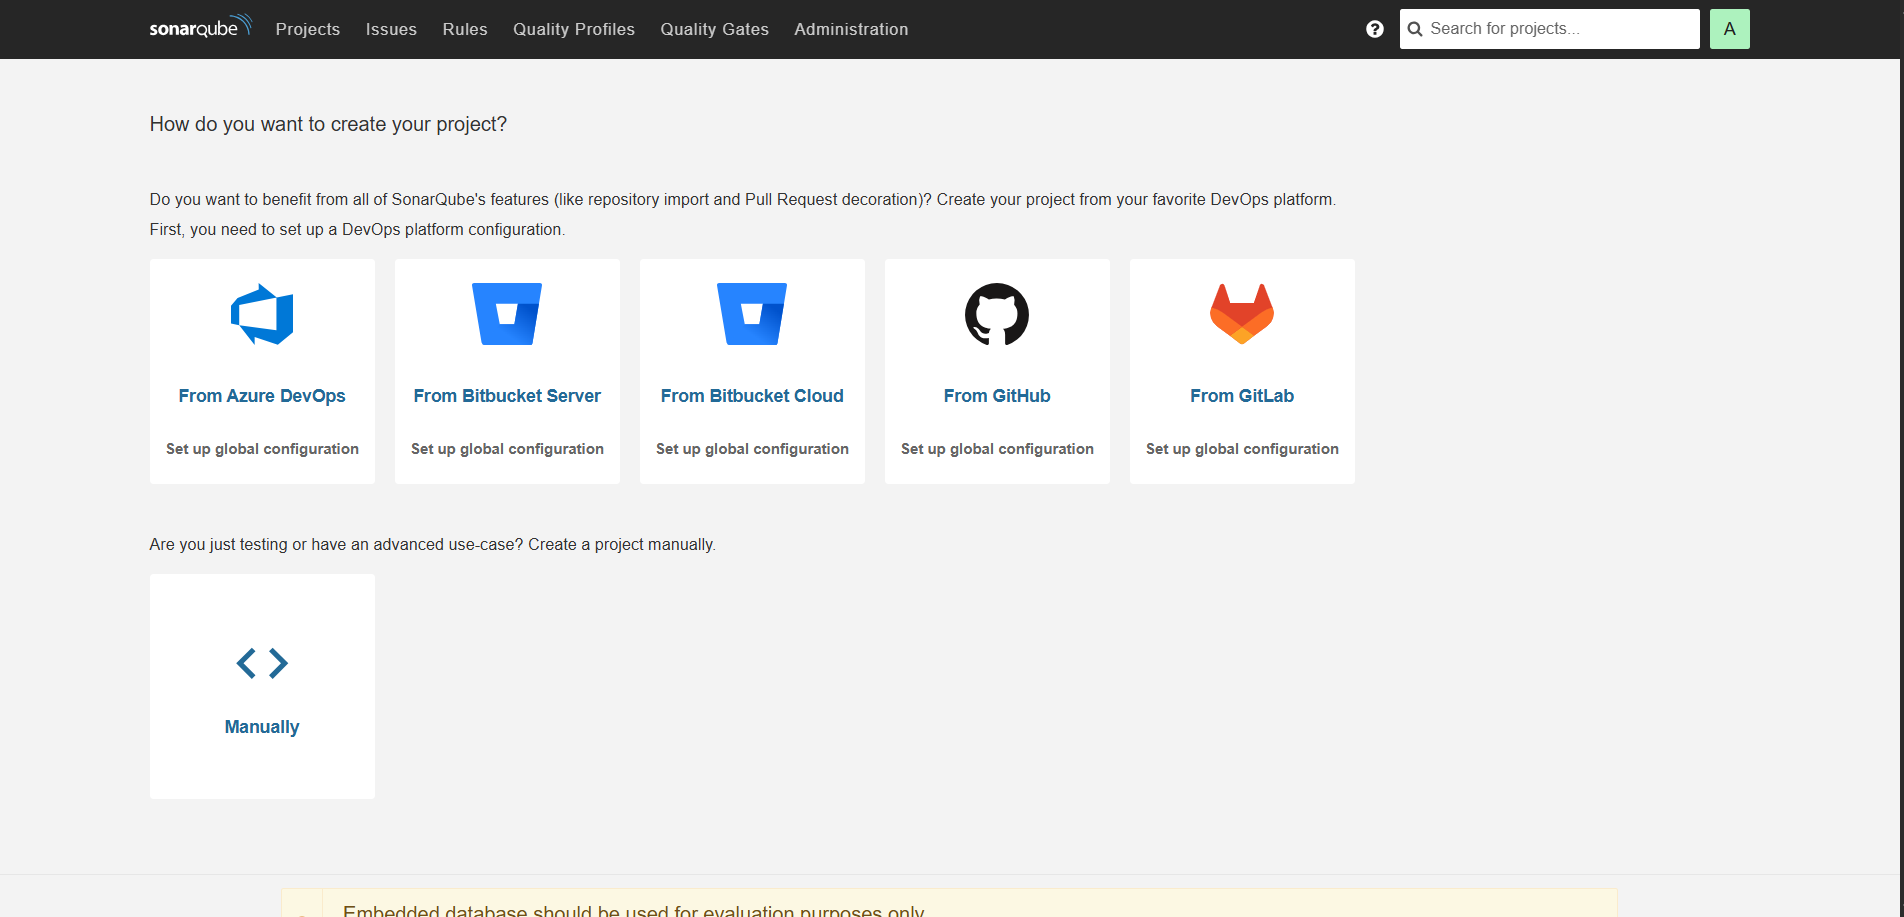 sonarqube Projects Issues Rules Quality Profiles Quality Gates Administration ? Search for projects... A
How do you want to create your project?
Do you want to benefit from all of SonarQube's features (like repository import and Pull Request decoration)? Create your project from your favorite DevOps platform.
First, you need to set up a DevOps platform configuration.
From Azure DevOps From Bitbucket Server From Bitbucket Cloud From GitHub From GitLab
Set up global configuration Set up global configuration Set up global configuration Set up global configuration Set up global configuration
Are you just testing or have an advanced use-case? Create a project manually.
Manually
Embedded database should be used for evaluation purposes only